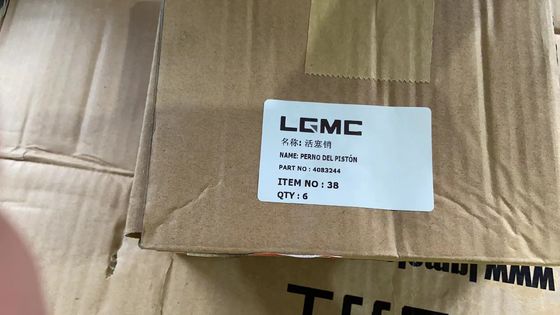 LGMC
名称: 活塞销
NAME: PERNO DEL PISTÓN
PART NO : 4083244
ITEM NO : 38
QTY : 6